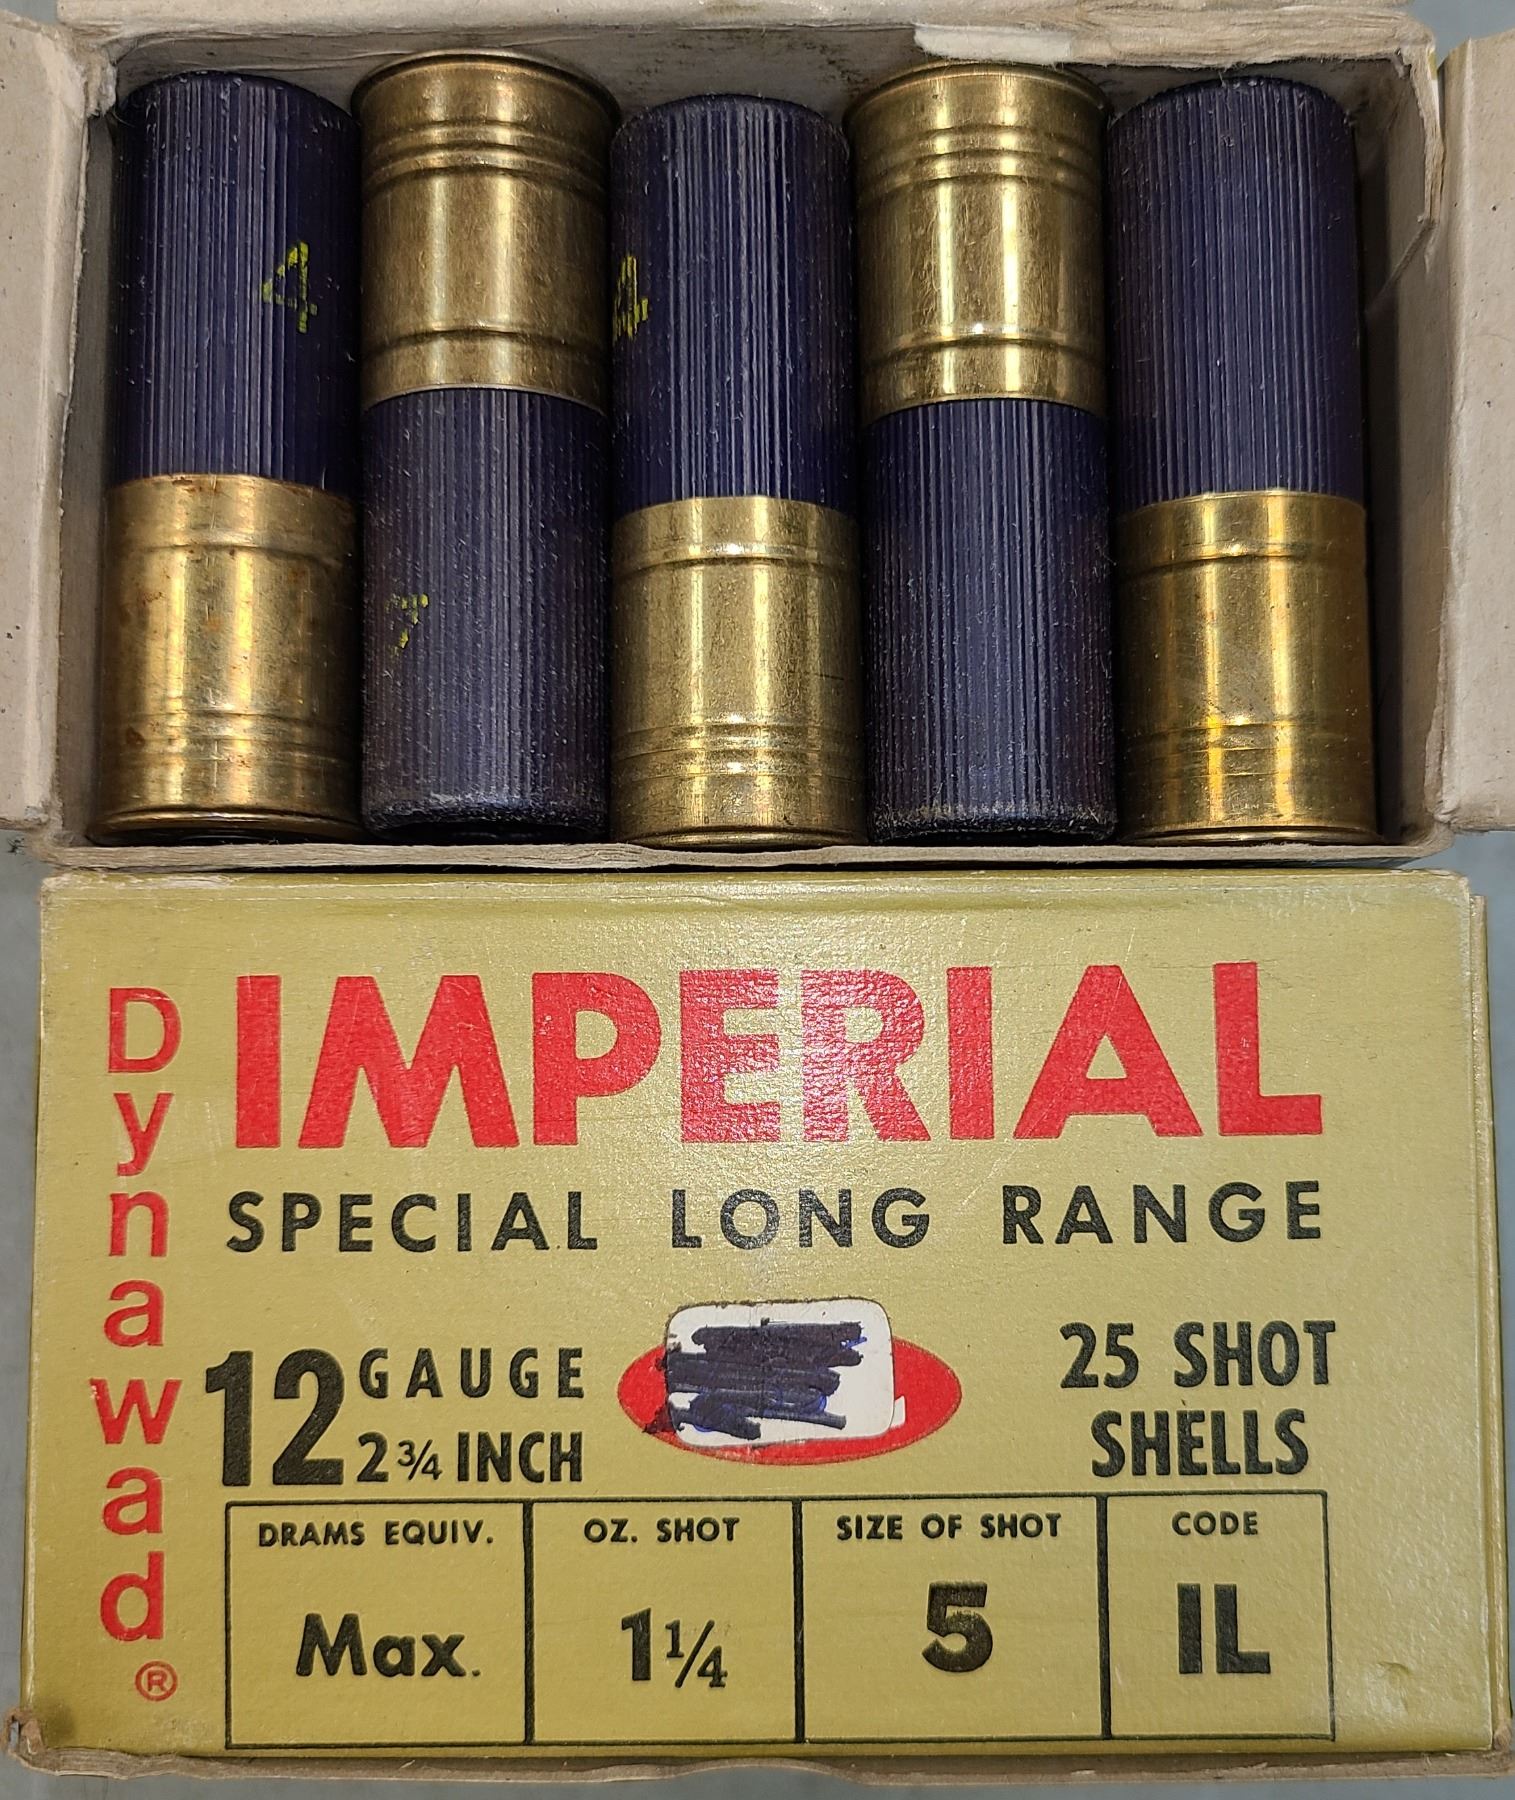 4
4
7
Dynawad®
IMPERIAL
SPECIAL LONG RANGE
12 GAUGE
2 3/4 INCH
25 SHOT
SHELLS
DRAMS EQUIV. OZ. SHOT SIZE OF SHOT CODE
Max. 1 1/4 5 IL